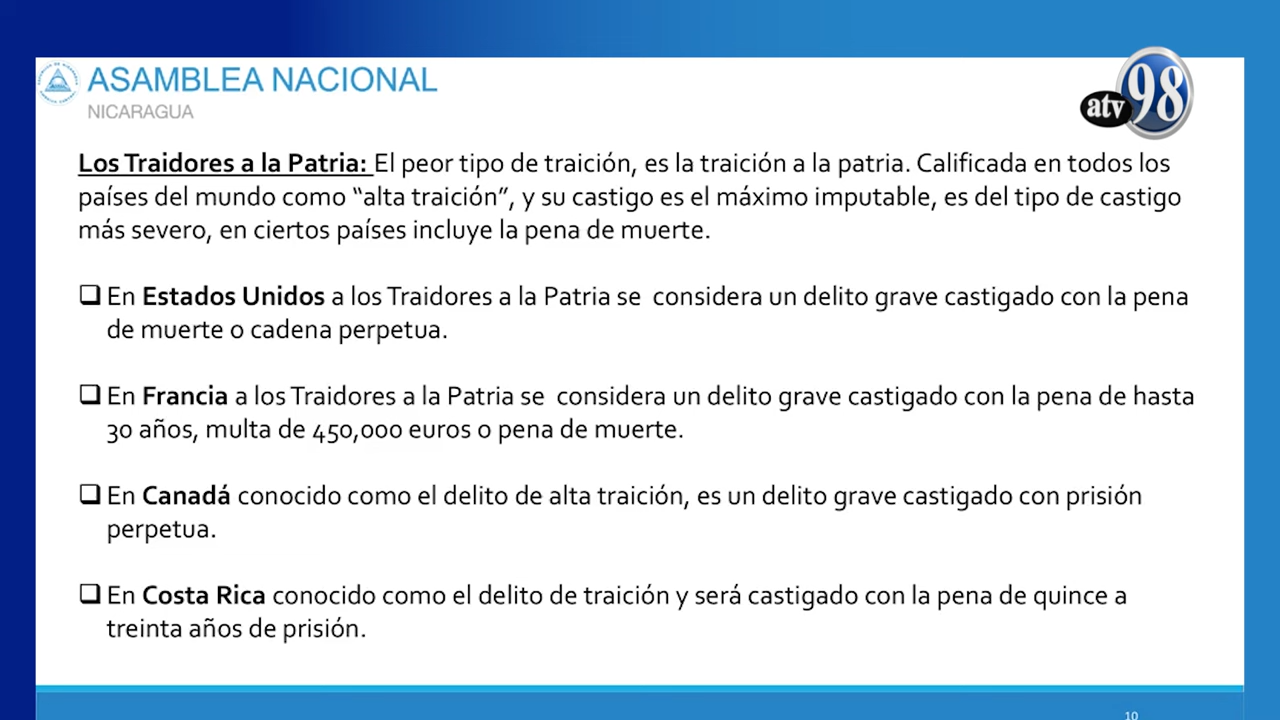 ASAMBLEA NACIONAL
NICARAGUA
atv 98
Los Traidores a la Patria: El peor tipo de traición, es la traición a la patria. Calificada en todos los
países del mundo como “alta traición”, y su castigo es el máximo imputable, es del tipo de castigo
más severo, en ciertos países incluye la pena de muerte.
❑ En Estados Unidos a los Traidores a la Patria se considera un delito grave castigado con la pena
de muerte o cadena perpetua.
❑ En Francia a los Traidores a la Patria se considera un delito grave castigado con la pena de hasta
30 años, multa de 450,000 euros o pena de muerte.
❑ En Canadá conocido como el delito de alta traición, es un delito grave castigado con prisión
perpetua.
❑ En Costa Rica conocido como el delito de traición y será castigado con la pena de quince a
treinta años de prisión.
10